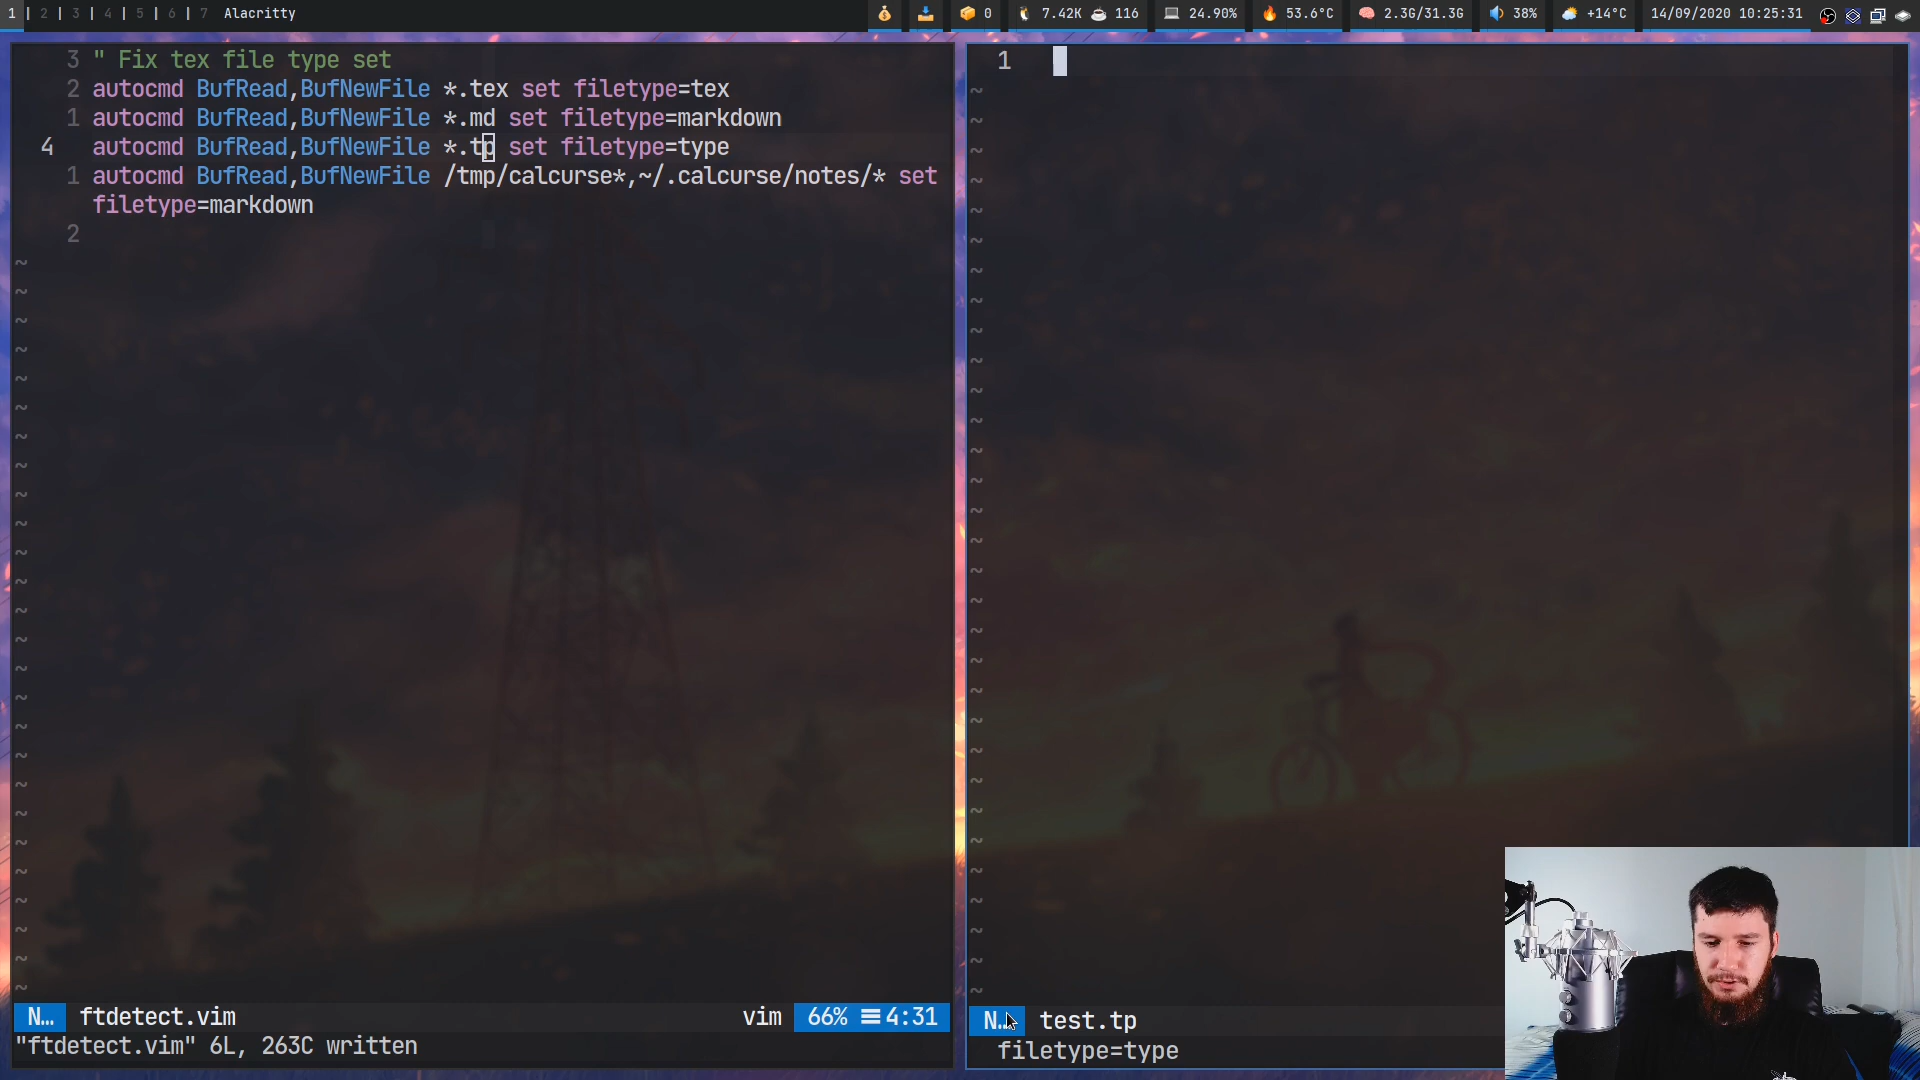 1 | 2 | 3 | 4 | 5 | 6 | 7 Alacritty
0 7.42K 116 24.90% 53.6°C 2.3G/31.3G 38% +14°C 14/09/2020 10:25:31
3 " Fix tex file type set
2 autocmd BufRead,BufNewFile *.tex set filetype=tex
1 autocmd BufRead,BufNewFile *.md set filetype=markdown
4 autocmd BufRead,BufNewFile *.tp set filetype=type
1 autocmd BufRead,BufNewFile /tmp/calcurse*,~/.calcurse/notes/* set
filetype=markdown
2
N… ftdetect.vim vim 66% ☰ 4:31
"ftdetect.vim" 6L, 263C written
1
N… test.tp
filetype=type